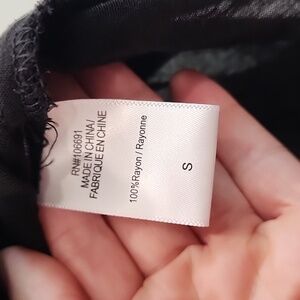 RN#106691
MADE IN CHINA/
FABRIQUE EN CHINE
100%Rayon / Rayonne
S